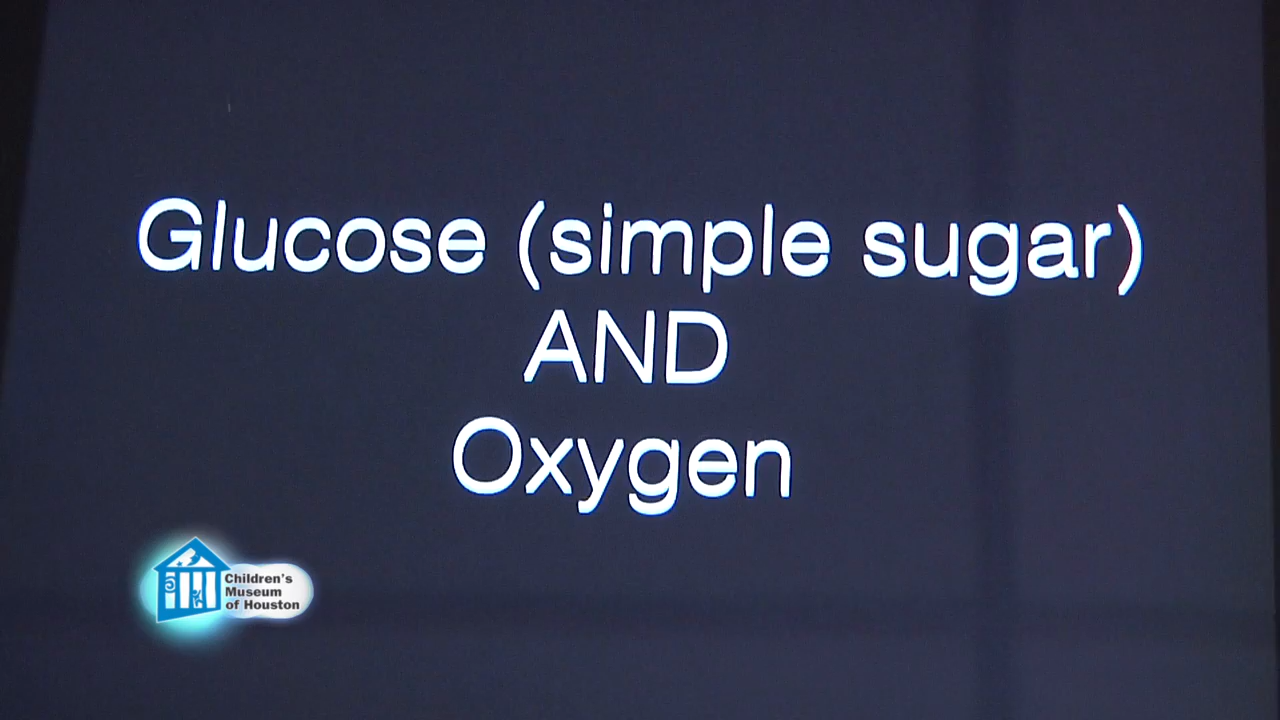 Glucose (simple sugar)
AND
Oxygen
Children's
Museum
of Houston